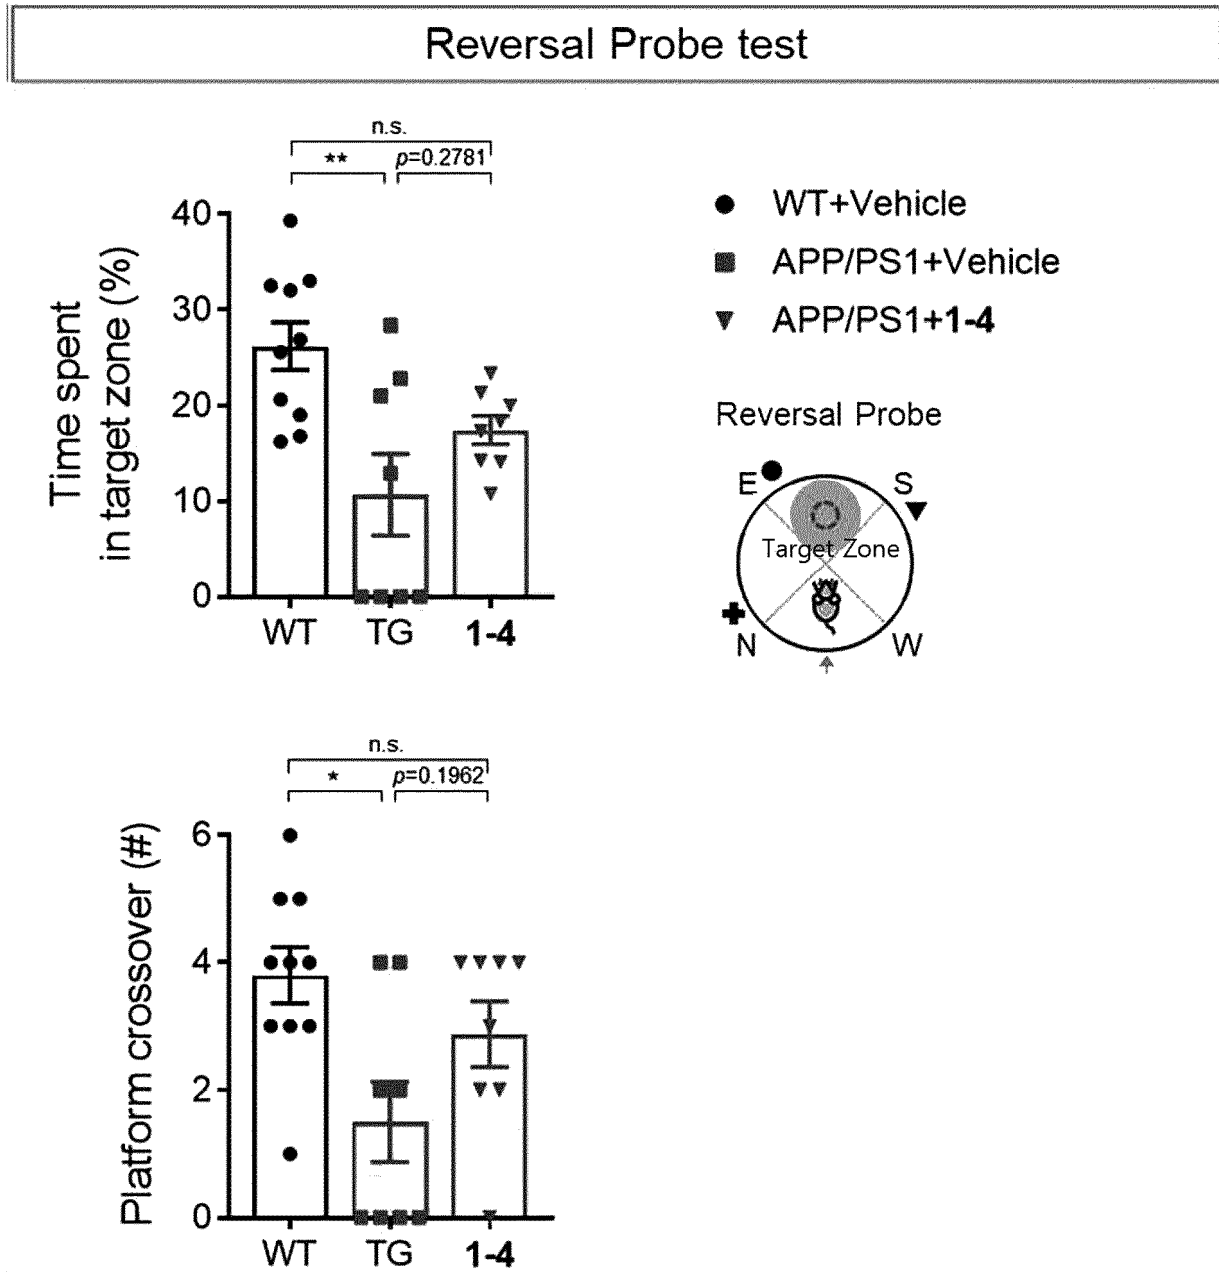 Reversal Probe test
n.s.
** p=0.2781
Time spent
in target zone (%)
40
30
20
10
0
WT TG 1-4
WT+Vehicle
APP/PS1+Vehicle
APP/PS1+1-4
Reversal Probe
E S
Target Zone
N W
n.s.
* p=0.1962
Platform crossover (#)
6
4
2
0
WT TG 1-4